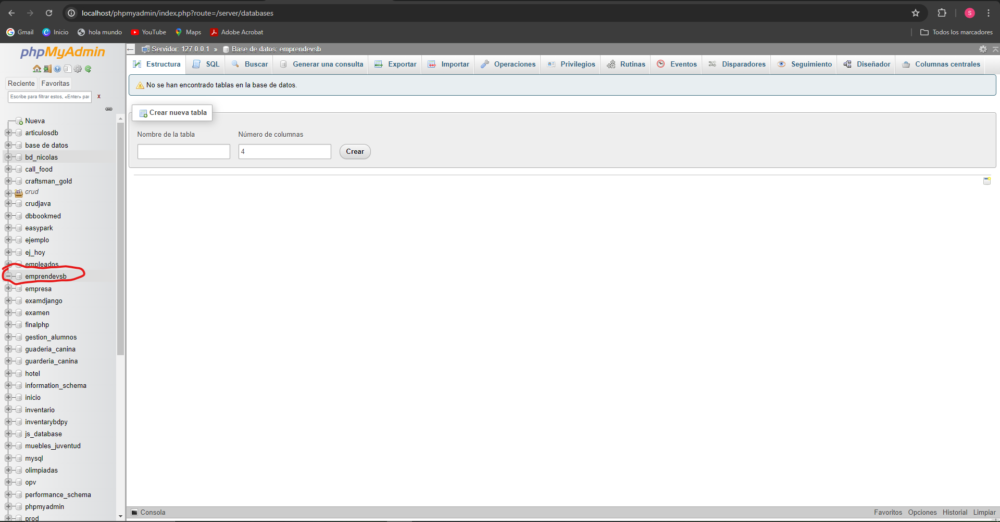 localhost/phpmyadmin/index.php?route=/server/databases
S
Gmail
Inicio
hola mundo
YouTube
Maps
Adobe Acrobat
Todos los marcadores
phpMyAdmin
Reciente
Favoritas
Escribe para filtrar estos, «Enter» par
X
Nueva
articulosdb
base de datos
bd_nicolas
call_food
craftsman_gold
crud
crudjava
dbbookmed
easypark
ejemplo
ej_hoy
empleados
emprendevsb
empresa
examdjango
examen
finalphp
gestion_alumnos
guaderia_canina
guarderia_canina
hotel
information_schema
inicio
inventario
inventarybdpy
js_database
muebles_juventud
mysql
olimpiadas
opv
performance_schema
phpmyadmin
prod
Servidor: 127.0.0.1 » Base de datos: emprendevsb
Estructura
SQL
Buscar
Generar una consulta
Exportar
Importar
Operaciones
Privilegios
Rutinas
Eventos
Disparadores
Seguimiento
Diseñador
Columnas centrales
No se han encontrado tablas en la base de datos.
Crear nueva tabla
Nombre de la tabla
Número de columnas
4
Crear
Consola
Favoritos
Opciones
Historial
Limpiar